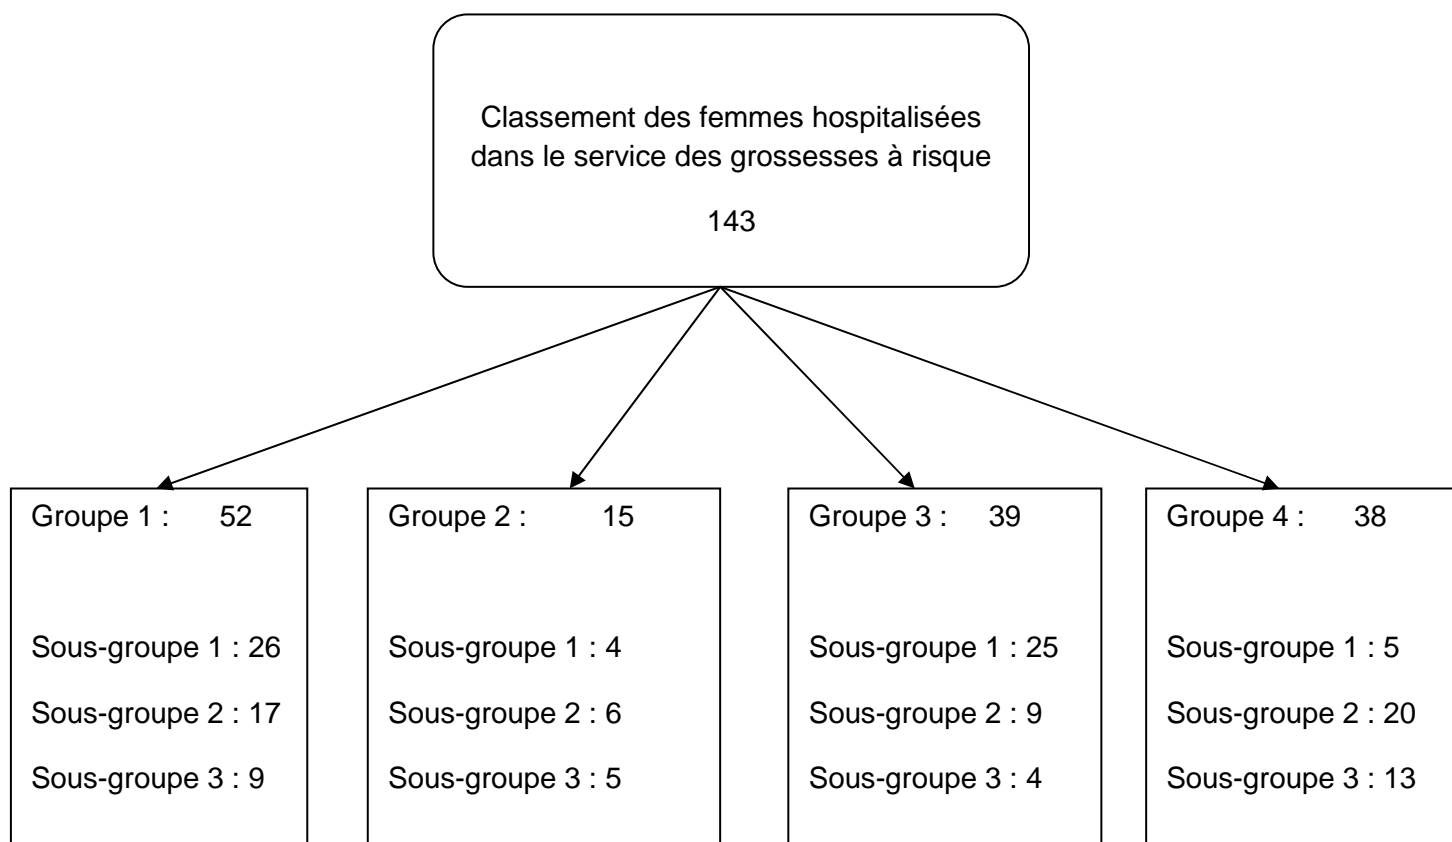 Classement des femmes hospitalisées
dans le service des grossesses à risque
143
Groupe 1 : 52
Sous-groupe 1 : 26
Sous-groupe 2 : 17
Sous-groupe 3 : 9
Groupe 2 : 15
Sous-groupe 1 : 4
Sous-groupe 2 : 6
Sous-groupe 3 : 5
Groupe 3 : 39
Sous-groupe 1 : 25
Sous-groupe 2 : 9
Sous-groupe 3 : 4
Groupe 4 : 38
Sous-groupe 1 : 5
Sous-groupe 2 : 20
Sous-groupe 3 : 13